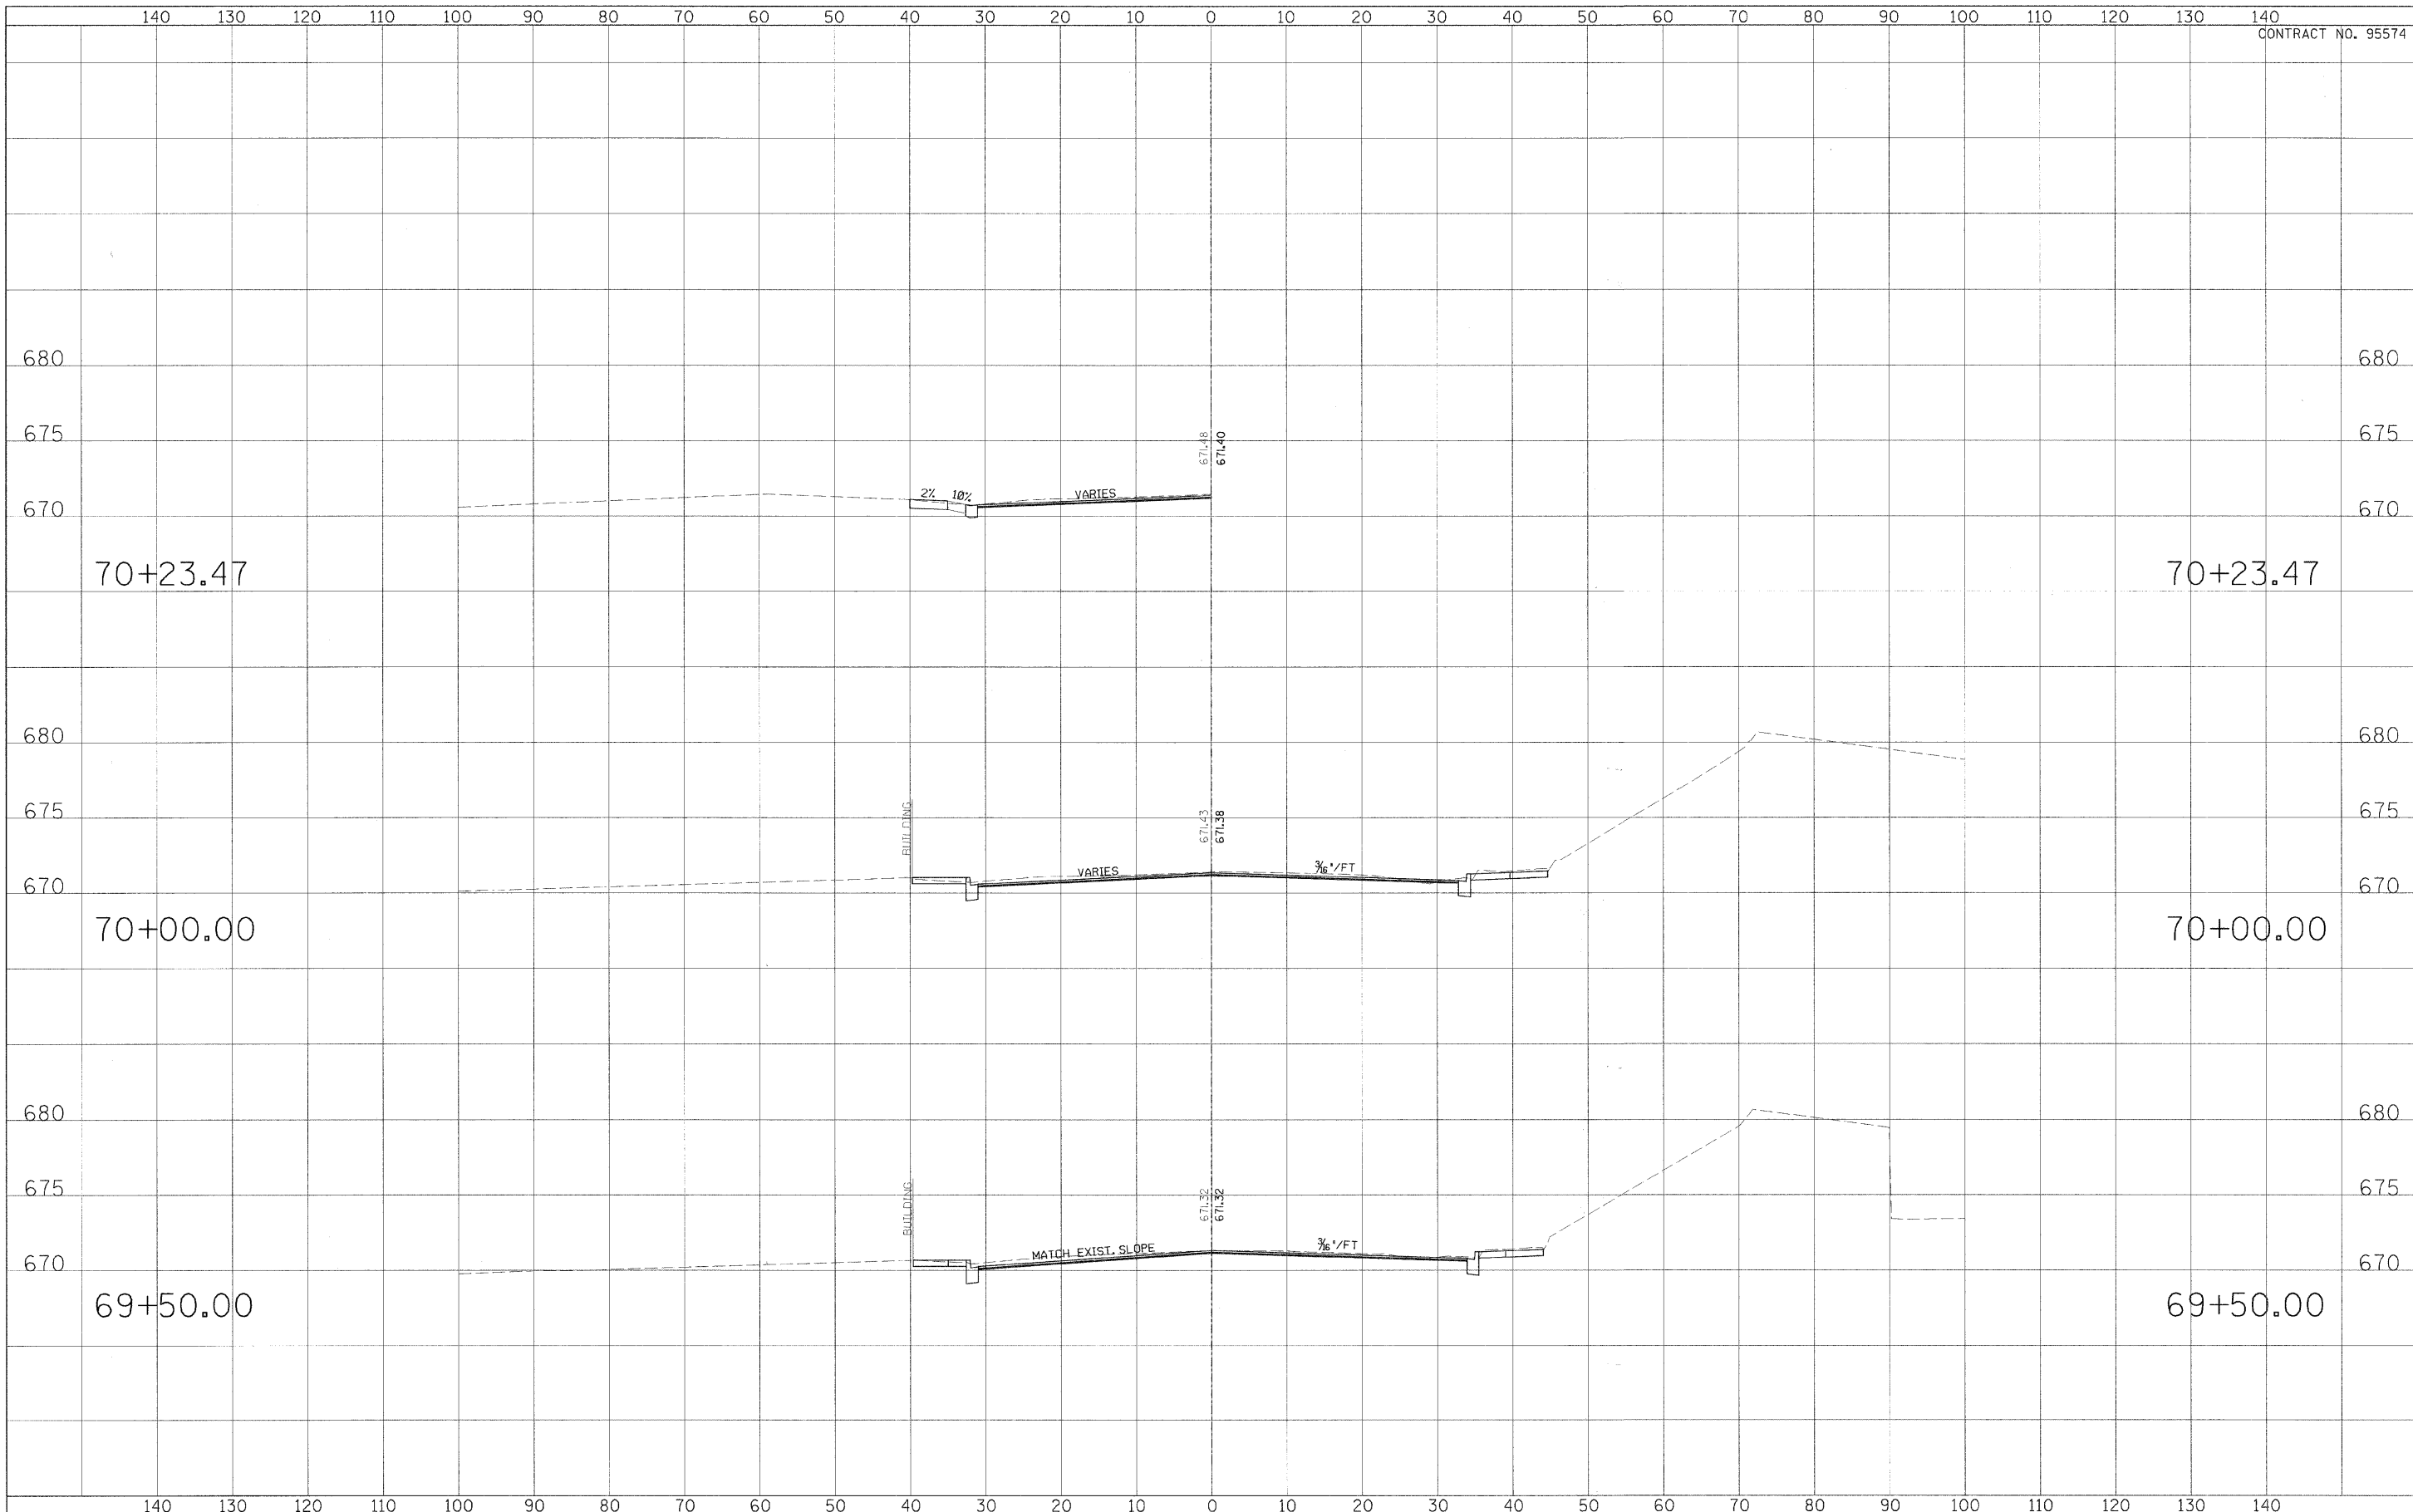 140 130 120 110 100 90 80 70 60 50 40 30 20 10 0 10 20 30 40 50 60 70 80 90 100 110 120 130 140
CONTRACT NO. 95574
680 680
675 671.48 671.40 675
2% 10% VARIES
670 670
70+23.47 70+23.47
680 680
675 BUILDING 671.43 671.38 675
VARIES 3/16"/FT
670 670
70+00.00 70+00.00
680 680
675 BUILDING 671.32 671.32 675
MATCH EXIST. SLOPE 3/16"/FT
670 670
69+50.00 69+50.00
140 130 120 110 100 90 80 70 60 50 40 30 20 10 0 10 20 30 40 50 60 70 80 90 100 110 120 130 140